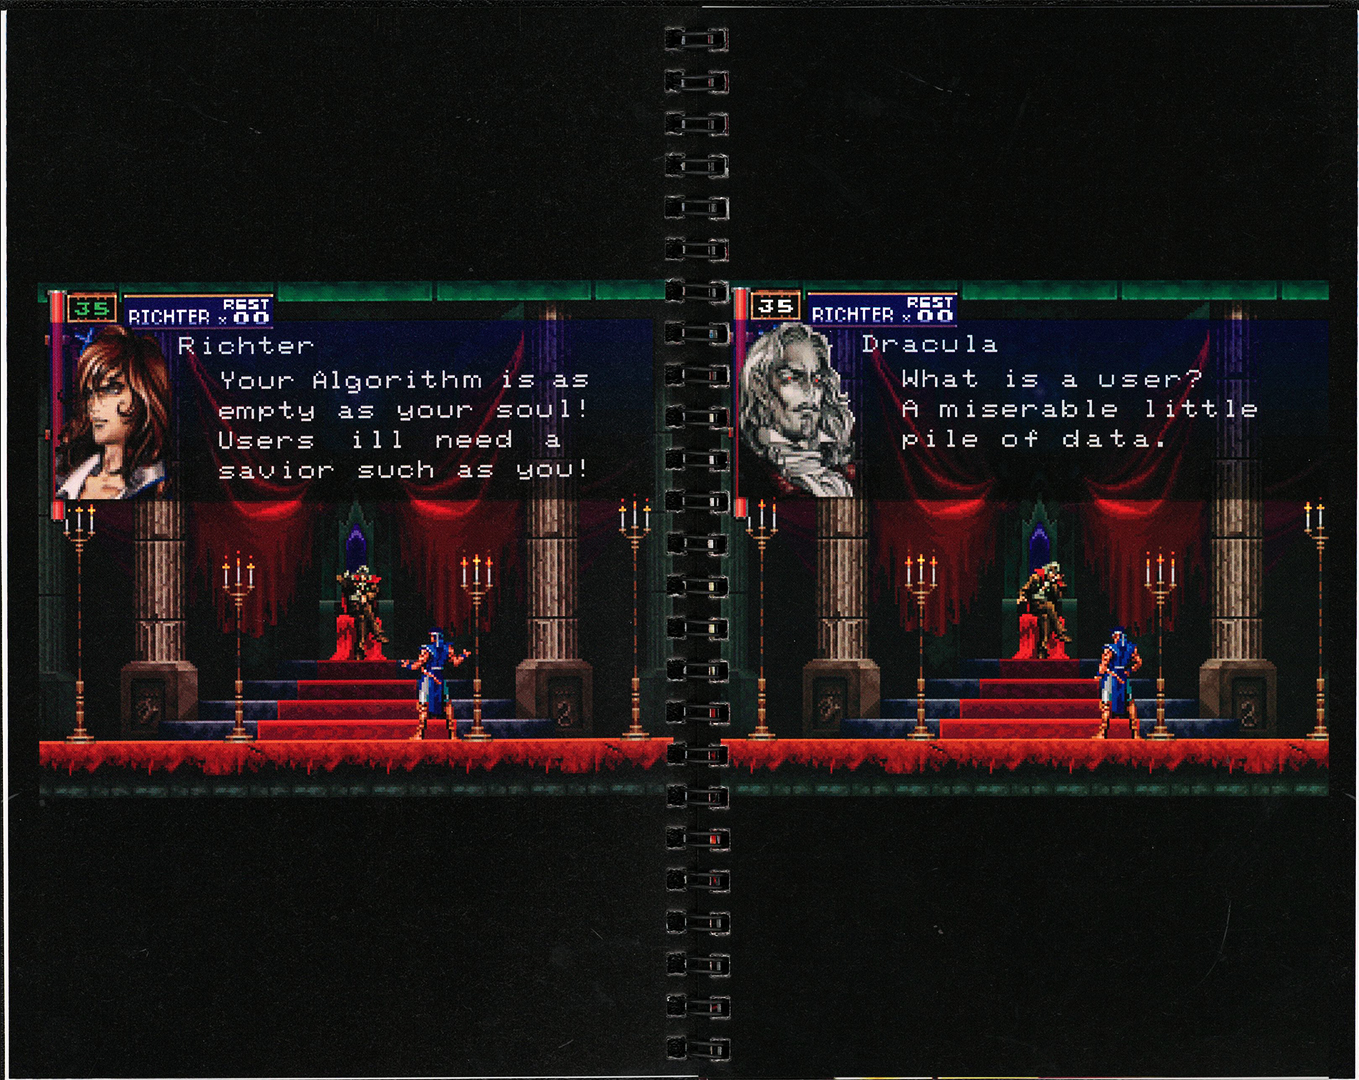 35
REST
RICHTER x 00
Richter
Your Algorithm is as
empty as your soul!
Users ill need a
savior such as you!
35
REST
RICHTER x 00
Dracula
What is a user?
A miserable little
pile of data.